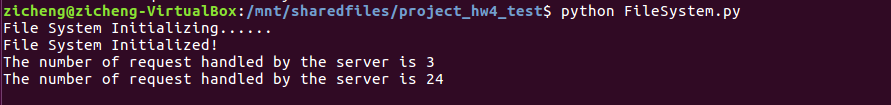 zicheng@zicheng-VirtualBox:/mnt/sharedfiles/project_hw4_test$ python FileSystem.py
File System Initializing......
File System Initialized!
The number of request handled by the server is 3
The number of request handled by the server is 24